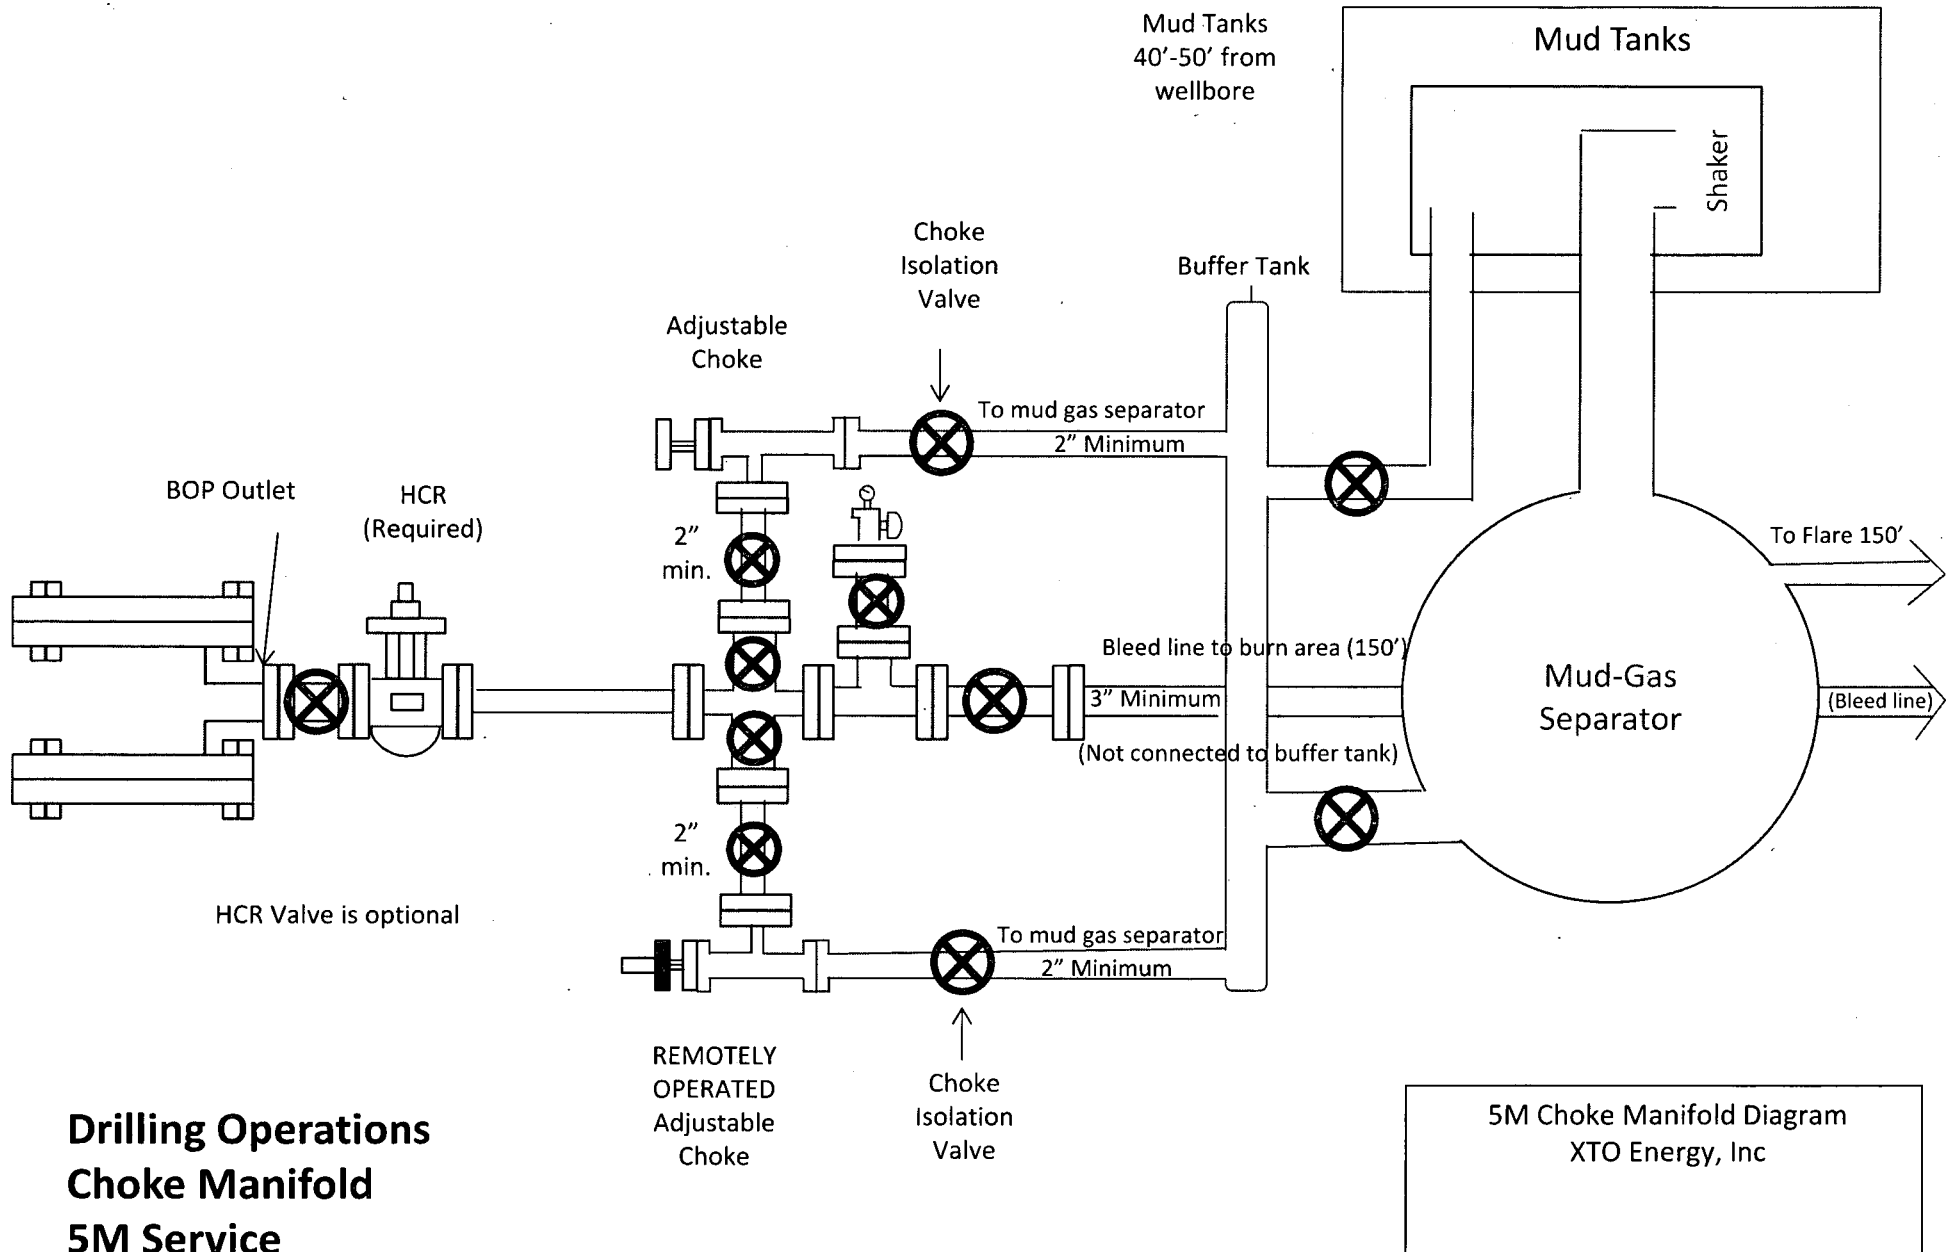 Mud Tanks
40’-50’ from
wellbore
Mud Tanks
Shaker
Choke
Isolation
Valve
Buffer Tank
Adjustable
Choke
To mud gas separator
2” Minimum
BOP Outlet
HCR
(Required)
2”
min.
To Flare 150’
Bleed line to burn area (150’)
3” Minimum
(Not connected to buffer tank)
Mud-Gas
Separator
(Bleed line)
2”
min.
HCR Valve is optional
To mud gas separator
2” Minimum
REMOTELY
OPERATED
Adjustable
Choke
Choke
Isolation
Valve
Drilling Operations
Choke Manifold
5M Service
5M Choke Manifold Diagram
XTO Energy, Inc